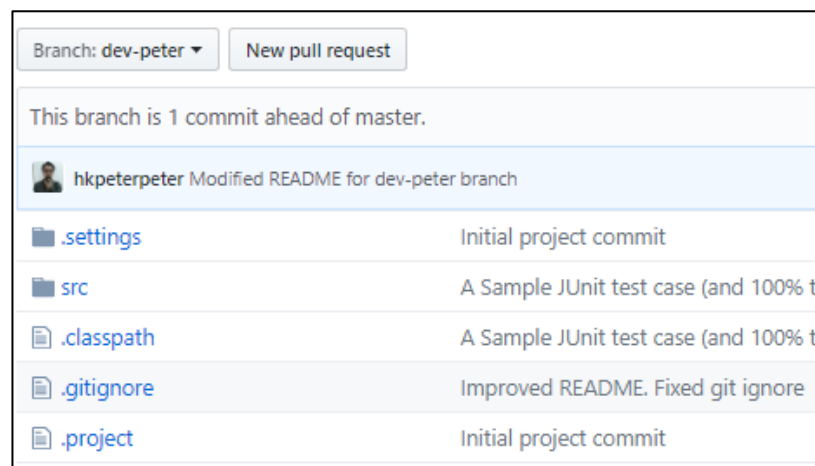 Branch: dev-peter New pull request
This branch is 1 commit ahead of master.
hkpeterpeter Modified README for dev-peter branch
.settings Initial project commit
src A Sample JUnit test case (and 100%
.classpath A Sample JUnit test case (and 100%
.gitignore Improved README. Fixed git ignore
.project Initial project commit